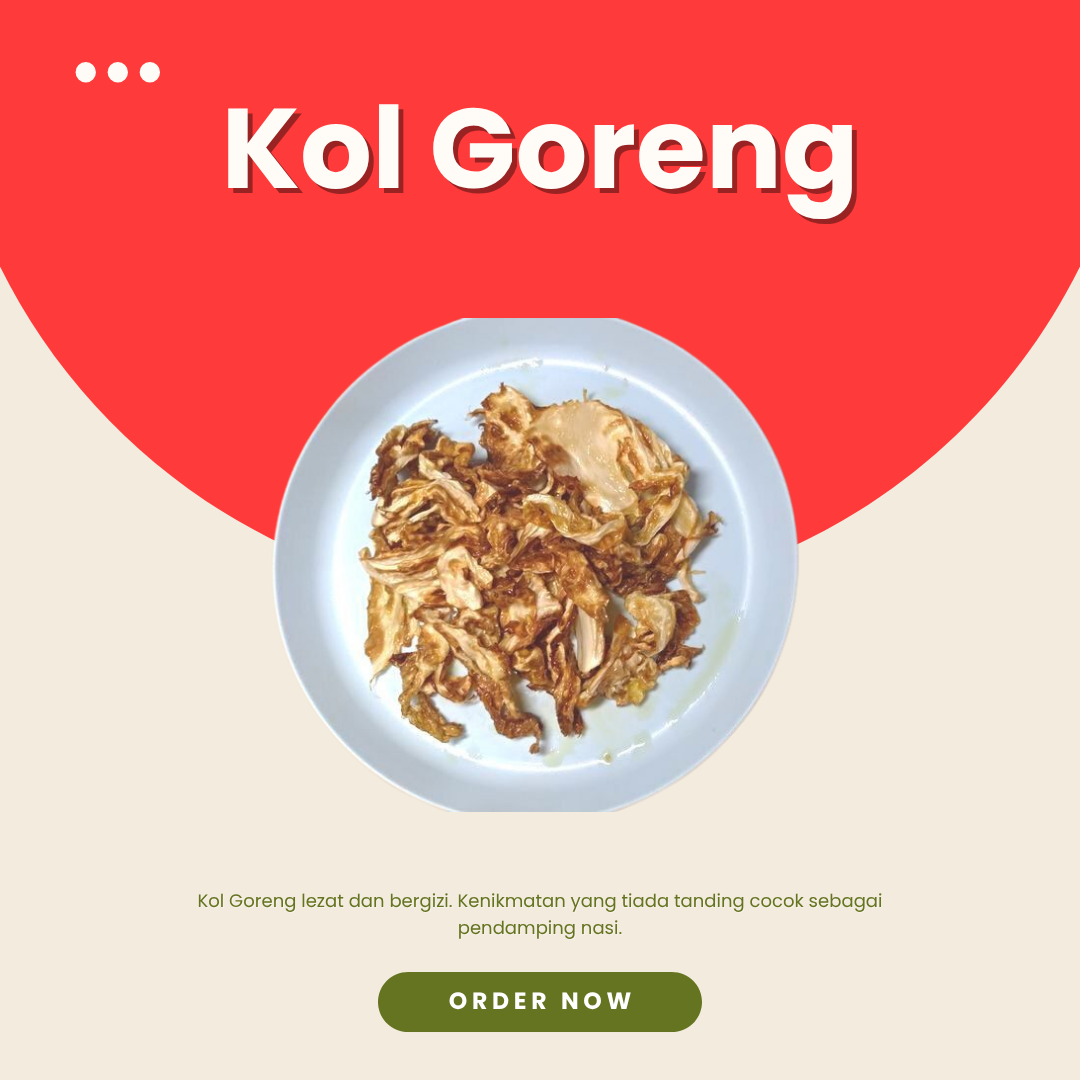 Kol Goreng
Kol Goreng lezat dan bergizi. Kenikmatan yang tiada tanding cocok sebagai
pendamping nasi.
ORDER NOW